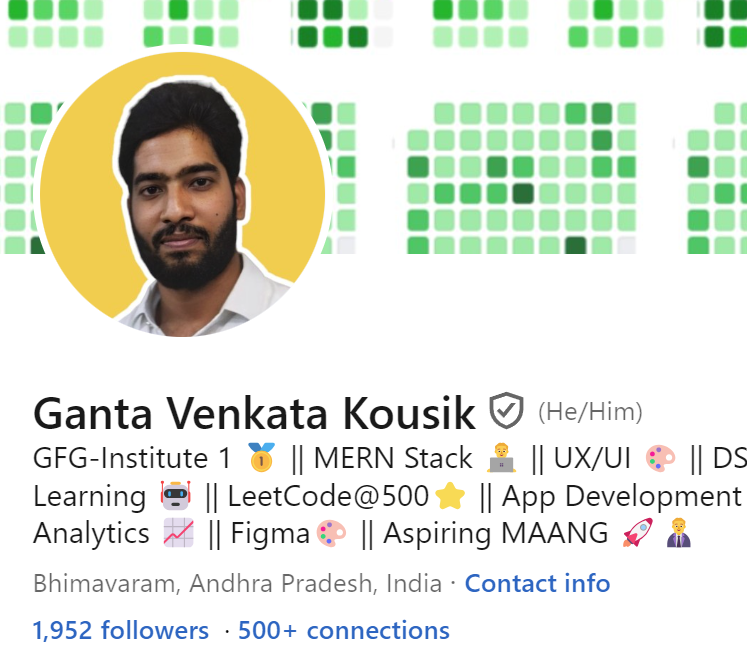 Ganta Venkata Kousik (He/Him)
GFG-Institute 1 🥇 || MERN Stack 🧑‍💻 || UX/UI 🎨 || DS
Learning 🤖 || LeetCode@500⭐ || App Development
Analytics 📈 || Figma🎨 || Aspiring MAANG 🚀 👨‍💼
Bhimavaram, Andhra Pradesh, India · Contact info
1,952 followers · 500+ connections